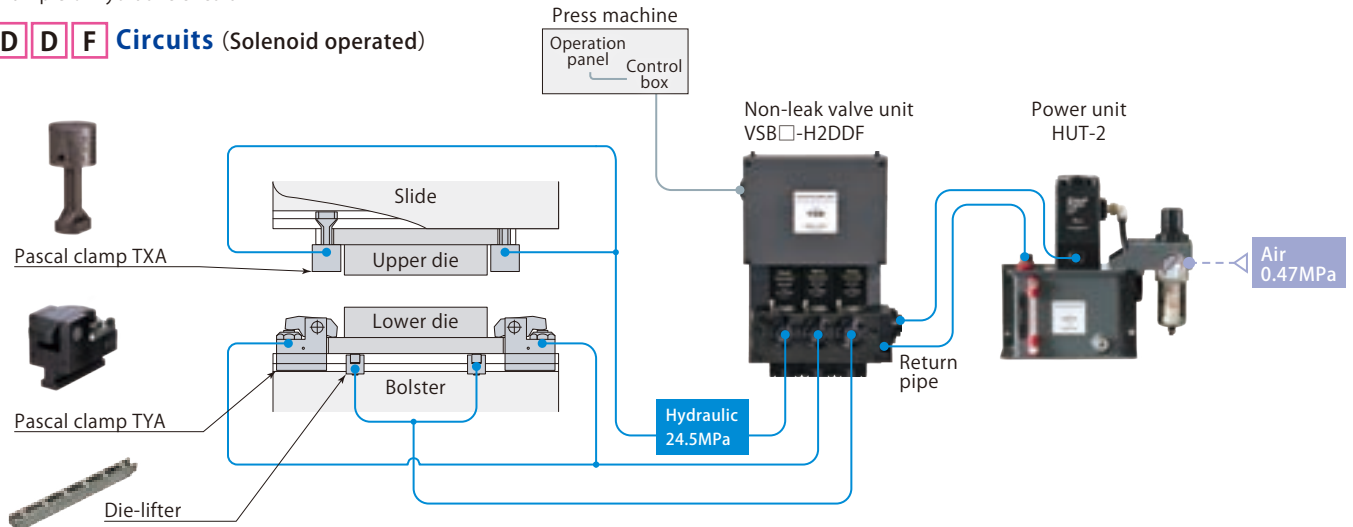 D D F Circuits (Solenoid operated)
Press machine
Operation
panel
Control
box
Non-leak valve unit
VSB□-H2DDF
Power unit
HUT-2
Slide
Pascal clamp TXA
Upper die
Air
0.47MPa
Lower die
Return
pipe
Bolster
Pascal clamp TYA
Hydraulic
24.5MPa
Die-lifter